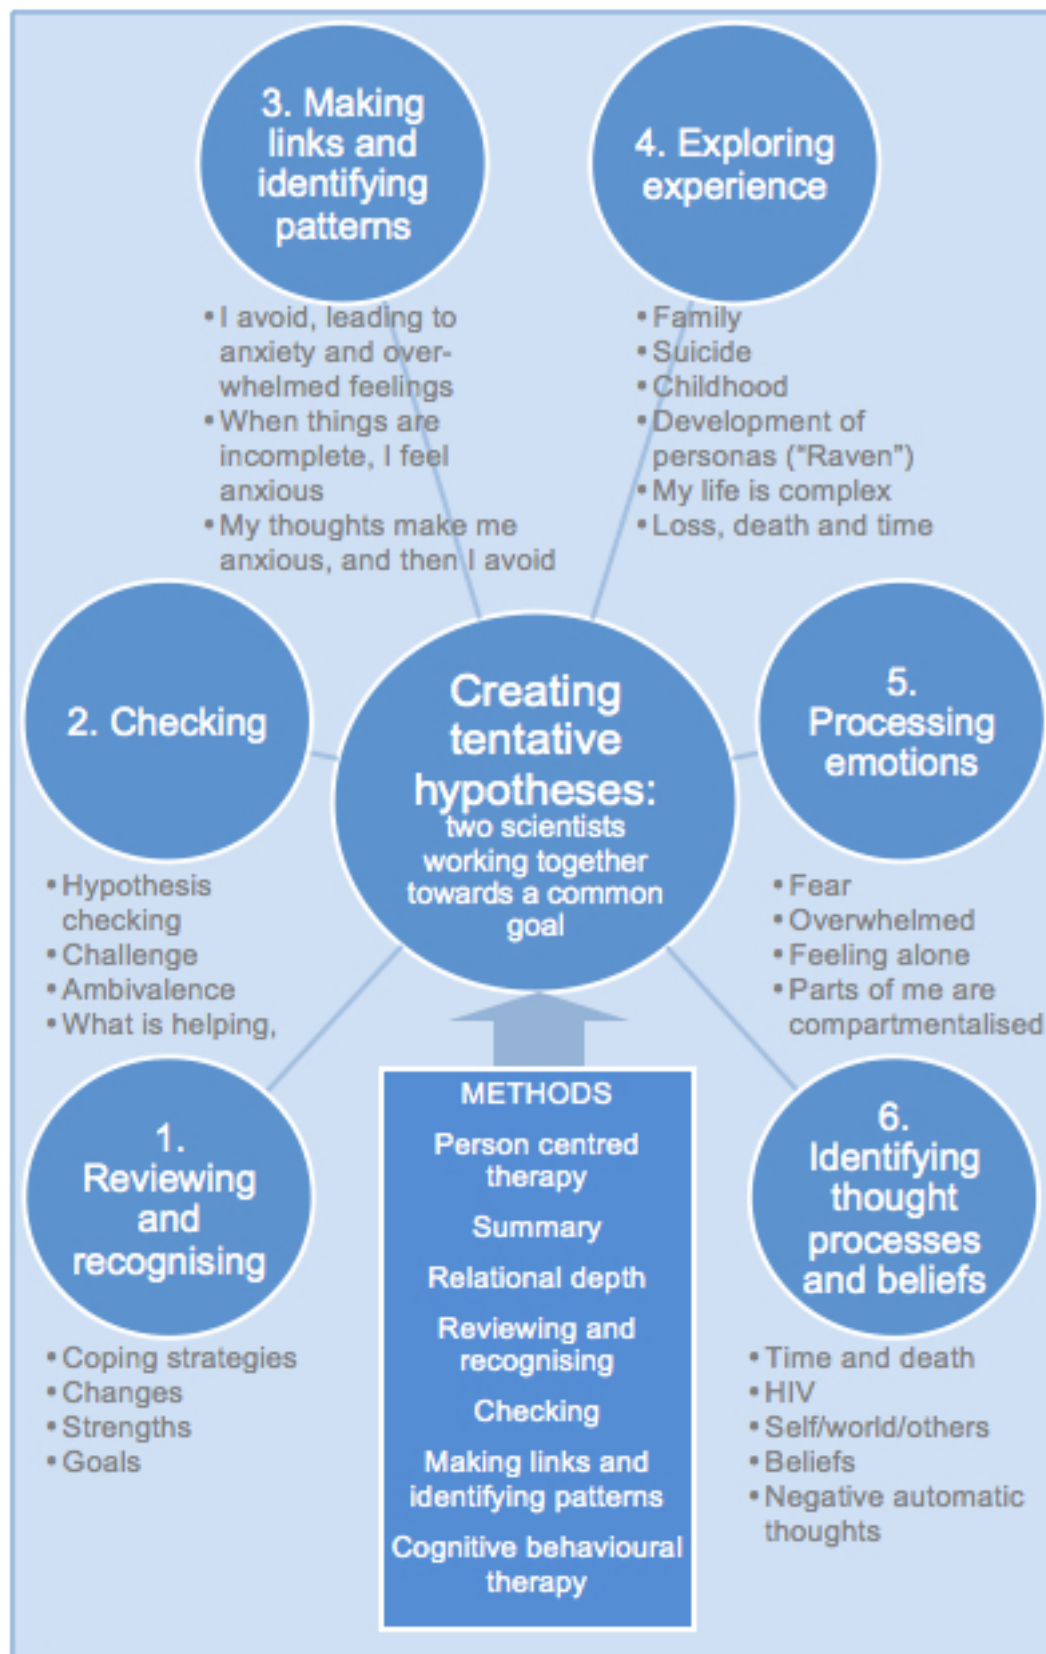 3. Making
links and
identifying
patterns
• I avoid, leading to
anxiety and over-
whelmed feelings
• When things are
incomplete, I feel
anxious
• My thoughts make me
anxious, and then I avoid
4. Exploring
experience
• Family
• Suicide
• Childhood
• Development of
personas (“Raven”)
• My life is complex
• Loss, death and time
2. Checking
• Hypothesis
checking
• Challenge
• Ambivalence
• What is helping,
Creating
tentative
hypotheses:
two scientists
working together
towards a common
goal
5.
Processing
emotions
• Fear
• Overwhelmed
• Feeling alone
• Parts of me are
compartmentalised
1.
Reviewing
and
recognising
• Coping strategies
• Changes
• Strengths
• Goals
METHODS
Person centred
therapy
Summary
Relational depth
Reviewing and
recognising
Checking
Making links and
identifying patterns
Cognitive behavioural
therapy
6.
Identifying
thought
processes
and beliefs
• Time and death
• HIV
• Self/world/others
• Beliefs
• Negative automatic
thoughts